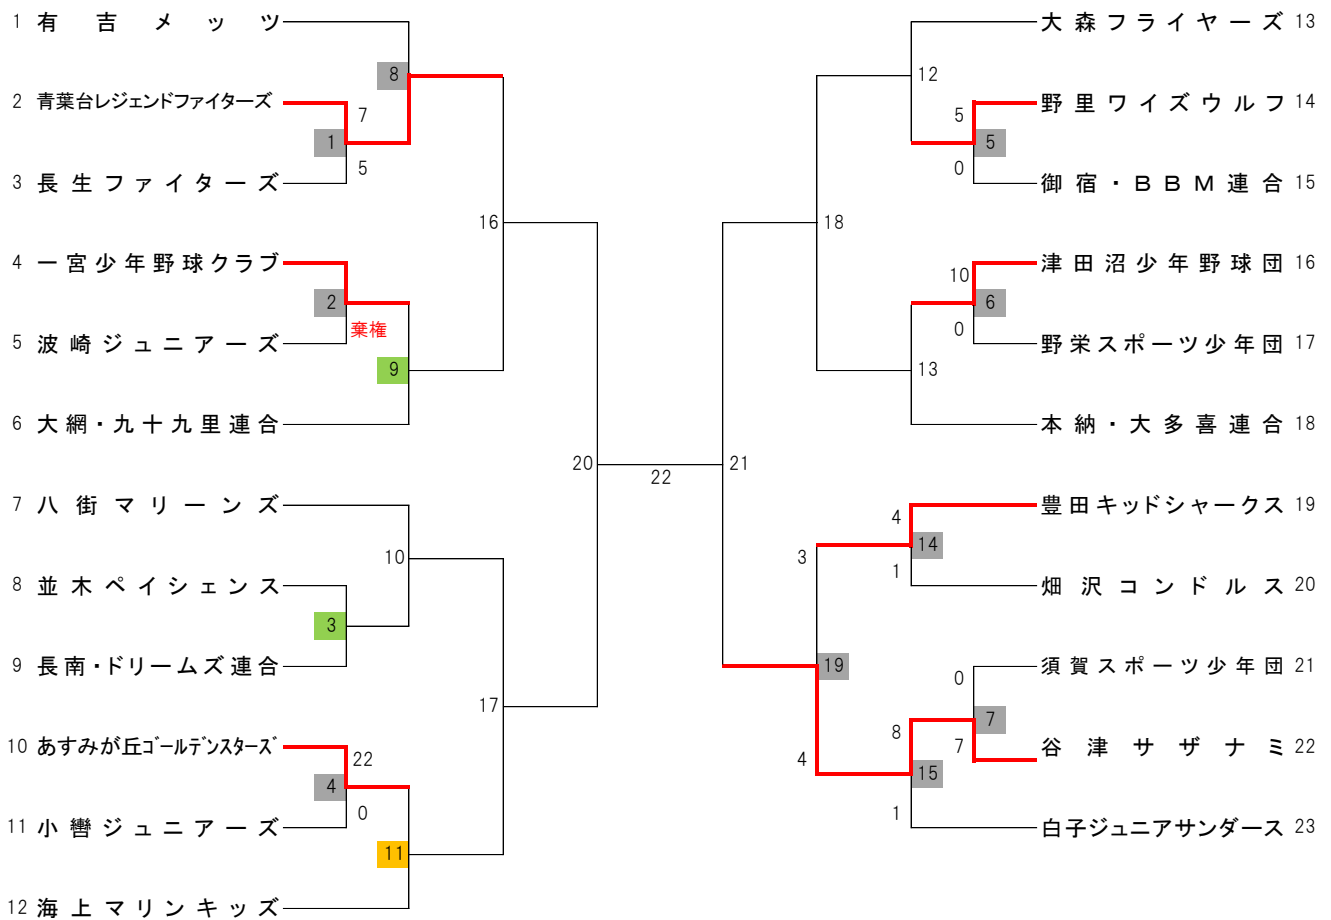 1 有吉メッツ
8
2 青葉台レジェンドファイターズ
7
1
5
3 長生ファイターズ
16
4 一宮少年野球クラブ
2
棄権
5 波崎ジュニアーズ
9
6 大網・九十九里連合
20
7 八街マリーンズ
10
8 並木ペイシェンス
3
9 長南・ドリームズ連合
17
10 あすみが丘ゴールデンスターズ
22
4
0
11 小轡ジュニアーズ
11
12 海上マリンキッズ
22
大森フライヤーズ 13
12
野里ワイズウルフ 14
5
5
0
御宿・BBM連合 15
18
津田沼少年野球団 16
10
6
0
野栄スポーツ少年団 17
13
本納・大多喜連合 18
21
豊田キッドシャークス 19
4
14
3
1
畑沢コンドルス 20
19
須賀スポーツ少年団 21
0
7
8
7
谷津サザナミ 22
4
15
1
白子ジュニアサンダース 23